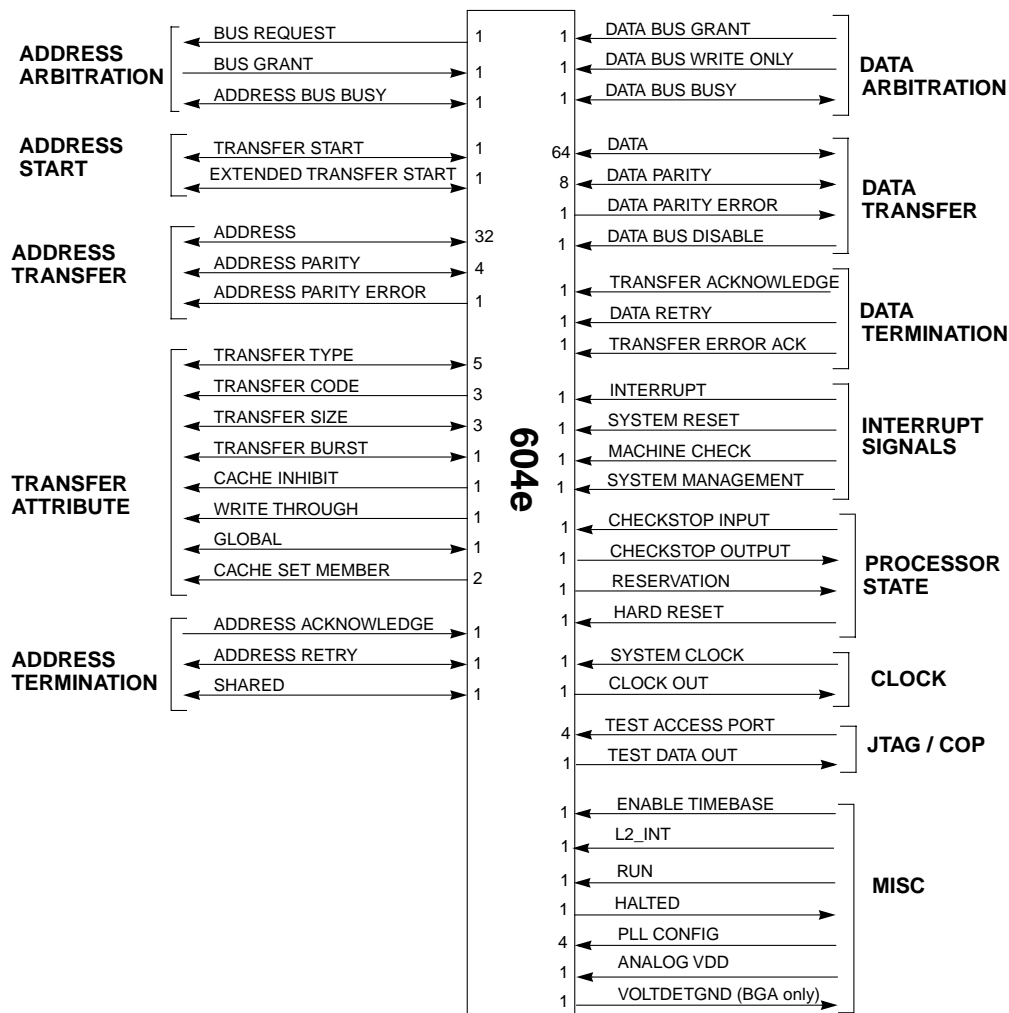 ADDRESS
ARBITRATION
BUS REQUEST 1
BUS GRANT 1
ADDRESS BUS BUSY 1
ADDRESS
START
TRANSFER START 1
EXTENDED TRANSFER START 1
ADDRESS
TRANSFER
ADDRESS 32
ADDRESS PARITY 4
ADDRESS PARITY ERROR 1
TRANSFER
ATTRIBUTE
TRANSFER TYPE 5
TRANSFER CODE 3
TRANSFER SIZE 3
TRANSFER BURST 1
CACHE INHIBIT 1
WRITE THROUGH 1
GLOBAL 1
CACHE SET MEMBER 2
ADDRESS
TERMINATION
ADDRESS ACKNOWLEDGE 1
ADDRESS RETRY 1
SHARED 1
604e
1 DATA BUS GRANT
1 DATA BUS WRITE ONLY
1 DATA BUS BUSY
DATA
ARBITRATION
64 DATA
8 DATA PARITY
1 DATA PARITY ERROR
1 DATA BUS DISABLE
DATA
TRANSFER
1 TRANSFER ACKNOWLEDGE
1 DATA RETRY
1 TRANSFER ERROR ACK
DATA
TERMINATION
1 INTERRUPT
1 SYSTEM RESET
1 MACHINE CHECK
1 SYSTEM MANAGEMENT
INTERRUPT
SIGNALS
1 CHECKSTOP INPUT
1 CHECKSTOP OUTPUT
1 RESERVATION
1 HARD RESET
PROCESSOR
STATE
1 SYSTEM CLOCK
1 CLOCK OUT
CLOCK
4 TEST ACCESS PORT
1 TEST DATA OUT
JTAG / COP
1 ENABLE TIMEBASE
1 L2_INT
1 RUN
1 HALTED
4 PLL CONFIG
1 ANALOG VDD
1 VOLTDETGND (BGA only)
MISC